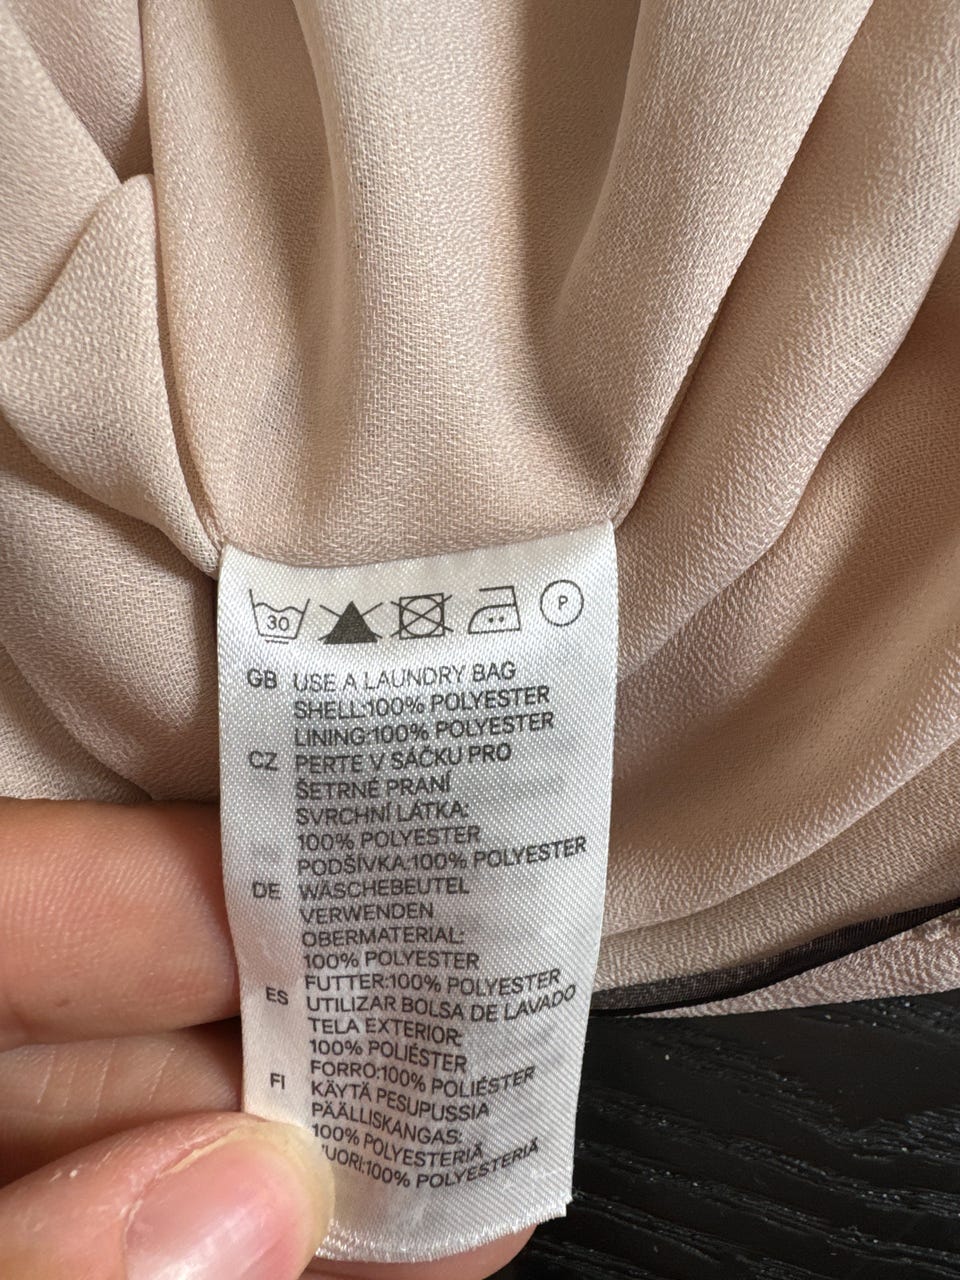 30
P
GB USE A LAUNDRY BAG
SHELL:100% POLYESTER
LINING:100% POLYESTER
CZ PERTE V SÁČKU PRO
ŠETRNÉ PRANÍ
SVRCHNÍ LÁTKA:
100% POLYESTER
PODŠÍVKA:100% POLYESTER
DE WÄSCHEBEUTEL
VERWENDEN
OBERMATERIAL:
100% POLYESTER
FUTTER:100% POLYESTER
ES UTILIZAR BOLSA DE LAVADO
TELA EXTERIOR:
100% POLIÉSTER
FORRO:100% POLIÉSTER
FI KÄYTÄ PESUPUSSIA
PÄÄLLISKANGAS:
100% POLYESTERIÄ
VUORI:100% POLYESTERIÄ